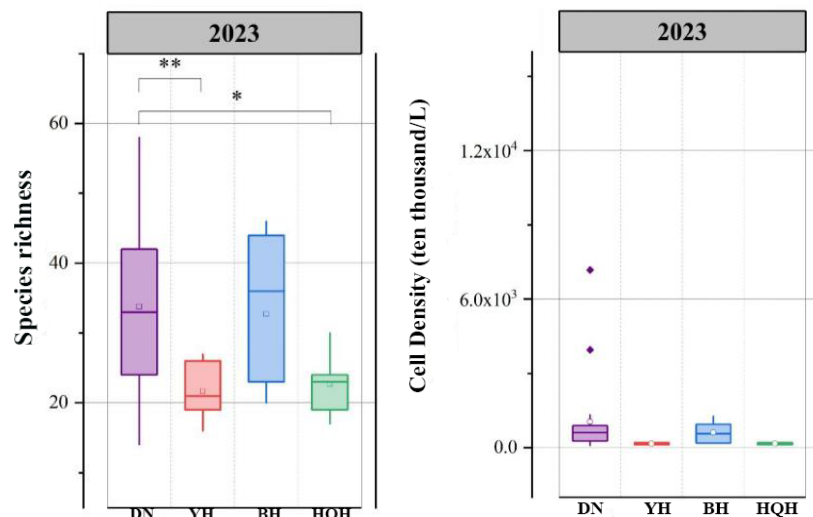 2023
**
*
60
40
20
Species richness
DN YH BH HQH
2023
1.2x10⁴
6.0x10³
0.0
Cell Density (ten thousand/L)
DN YH BH HQH